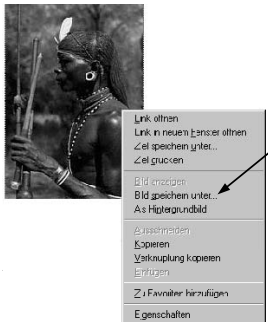 Link öffnen
Link in neuem Fenster öffnen
Ziel speichern unter...
Ziel drucken
Bild anzeigen
Bild speichern unter...
Als Hintergrundbild
Ausschneiden
Kopieren
Verknüpfung kopieren
Einfügen
Zu Favoriten hinzufügen
Eigenschaften